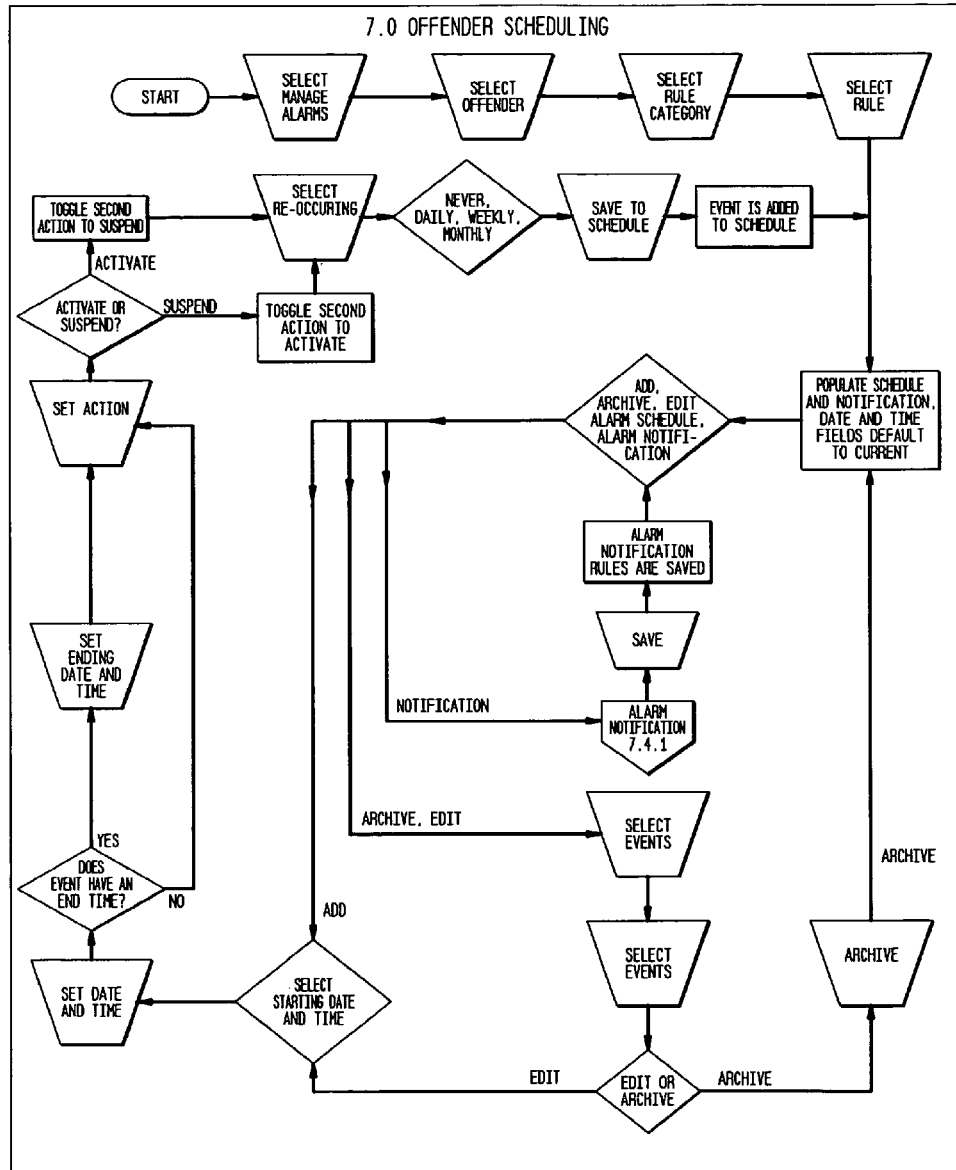 7.0 OFFENDER SCHEDULING
START
SELECT
MANAGE
ALARMS
SELECT
OFFENDER
SELECT
RULE
CATEGORY
SELECT
RULE
TOGGLE SECOND
ACTION TO SUSPEND
SELECT
RE-OCCURING
NEVER,
DAILY, WEEKLY,
MONTHLY
SAVE TO
SCHEDULE
EVENT IS ADDED
TO SCHEDULE
ACTIVATE
ACTIVATE OR
SUSPEND?
SUSPEND
TOGGLE SECOND
ACTION TO
ACTIVATE
SET ACTION
ADD,
ARCHIVE, EDIT
ALARM SCHEDULE,
ALARM NOTIFI-
CATION
POPULATE SCHEDULE
AND NOTIFICATION,
DATE AND TIME
FIELDS DEFAULT
TO CURRENT
ALARM
NOTIFICATION
RULES ARE SAVED
SAVE
SET
ENDING
DATE AND
TIME
NOTIFICATION
ALARM
NOTIFICATION
7.4.1
ARCHIVE, EDIT
SELECT
EVENTS
YES
DOES
EVENT HAVE AN
END TIME?
NO
ARCHIVE
ADD
SELECT
EVENTS
ARCHIVE
SET DATE
AND TIME
SELECT
STARTING DATE
AND TIME
EDIT
EDIT OR
ARCHIVE
ARCHIVE